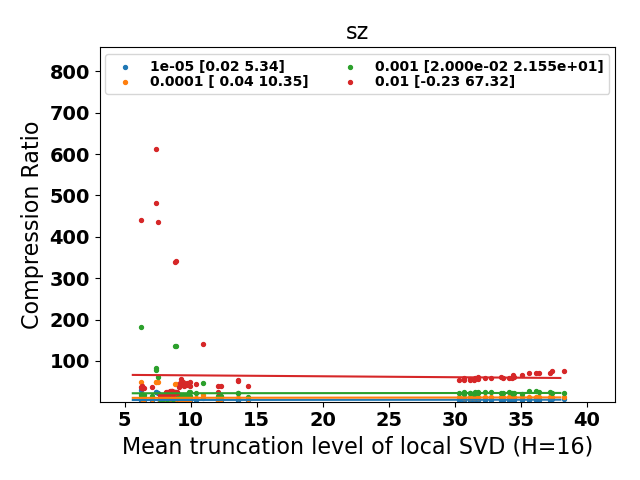 sz
1e-05 [0.02 5.34]
0.0001 [ 0.04 10.35]
0.001 [2.000e-02 2.155e+01]
0.01 [-0.23 67.32]
Compression Ratio
800
700
600
500
400
300
200
100
5 10 15 20 25 30 35 40
Mean truncation level of local SVD (H=16)